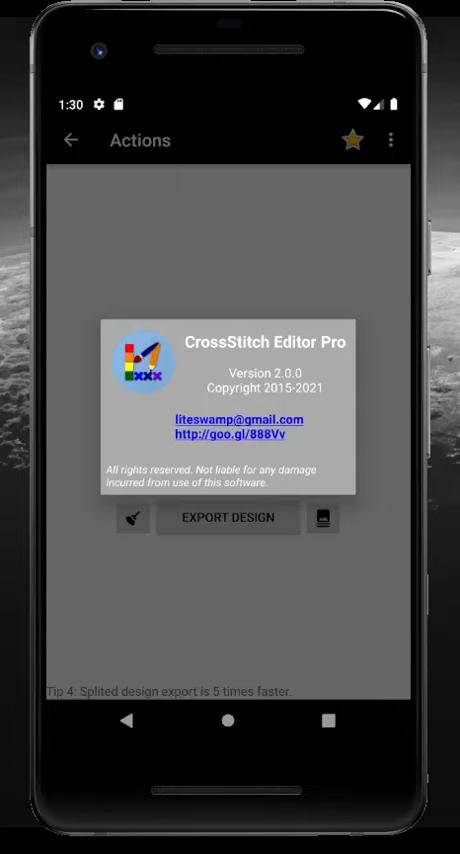 1:30
Actions
CrossStitch Editor Pro
Version 2.0.0
Copyright 2015-2021
liteswamp@gmail.com
http://goo.gl/888Vv
All rights reserved. Not liable for any damage
incurred from use of this software.
EXPORT DESIGN
Tip 4: Splited design export is 5 times faster.